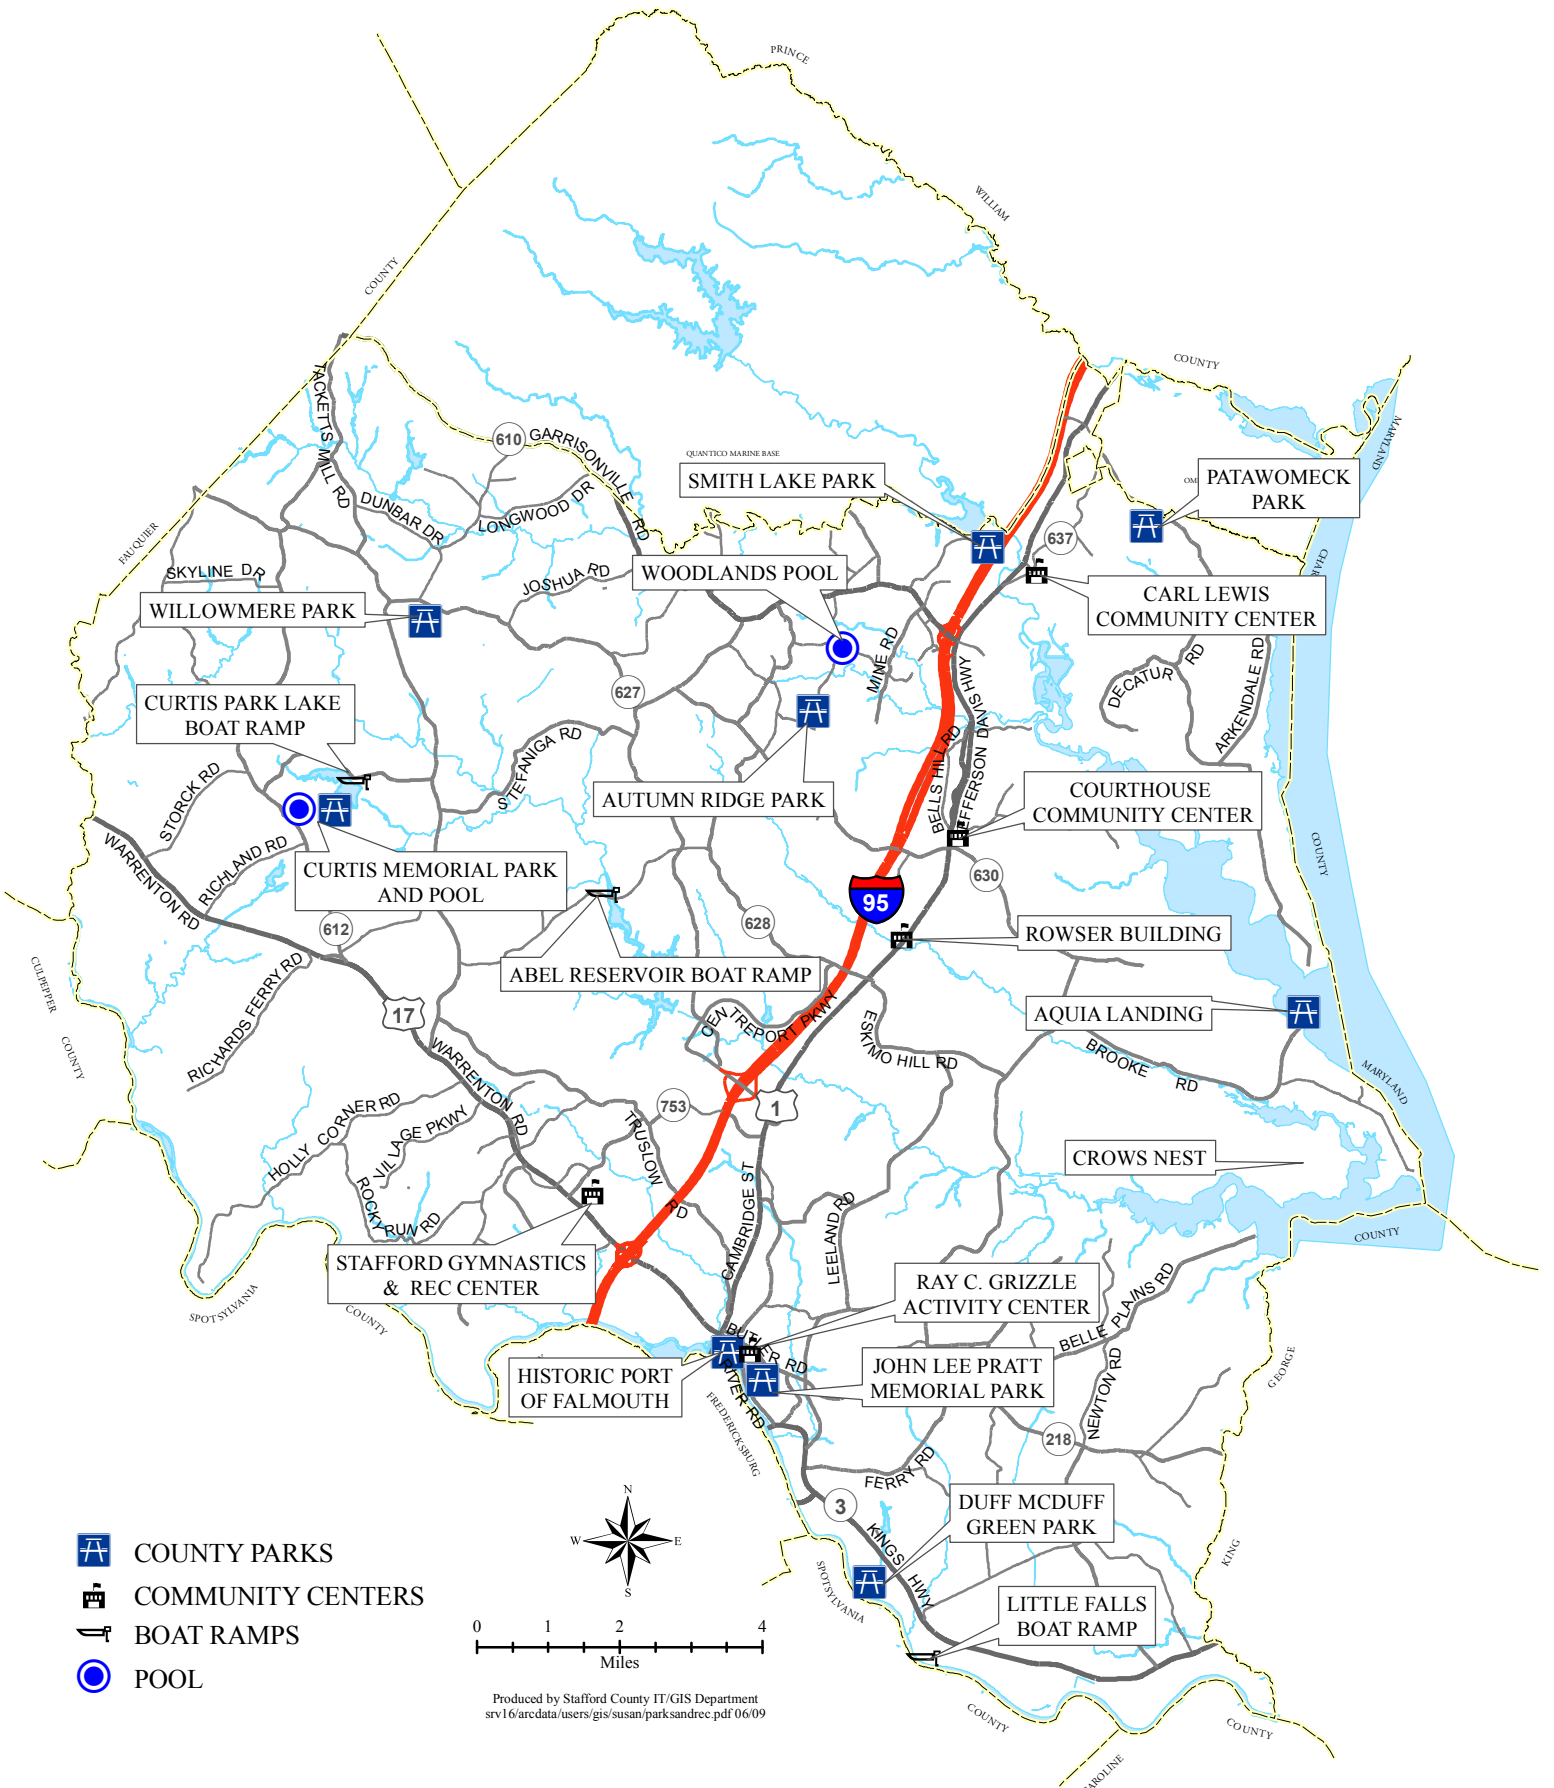 PRINCE
WILLIAM
COUNTY
COUNTY
MARYLAND
TACKETTS MILL RD
610
GARRISONVILLE RD
QUANTICO MARINE BASE
SMITH LAKE PARK
PATAWOMECK
PARK
OM
DUNBAR DR
LONGWOOD DR
FAUQUIER
637
CHAR
SKYLINE DR
JOSHUA RD
WOODLANDS POOL
CARL LEWIS
COMMUNITY CENTER
WILLOWMERE PARK
MINE RD
DECATUR RD
ARKENDALE RD
627
CURTIS PARK LAKE
BOAT RAMP
JEFFERSON DAVIS HWY
BELLS HILL RD
STEFANIGA RD
STORCK RD
AUTUMN RIDGE PARK
COURTHOUSE
COMMUNITY CENTER
COUNTY
WARRENTON RD
RICHLAND RD
CURTIS MEMORIAL PARK
AND POOL
630
95
612
628
ROWSER BUILDING
ABEL RESERVOIR BOAT RAMP
RICHARDS FERRY RD
CULPEPPER
COUNTY
17
CENTREPORT PKWY
AQUIA LANDING
ESKIMO HILL RD
BROOKE RD
MARYLAND
WARRENTON RD
1
753
HOLLY CORNER RD
VILLAGE PKWY
TRUSLOW RD
CROWS NEST
ROCKY RUN RD
CAMBRIDGE ST
LEELAND RD
COUNTY
STAFFORD GYMNASTICS
& REC CENTER
RAY C. GRIZZLE
ACTIVITY CENTER
BELLE PLAINS RD
SPOTSYLVANIA
COUNTY
BUTLER RD
HISTORIC PORT
OF FALMOUTH
JOHN LEE PRATT
MEMORIAL PARK
RIVER RD
FREDERICKSBURG
NEWTON RD
GEORGE
218
FERRY RD
3
KINGS HWY
DUFF MCDUFF
GREEN PARK
KING
SPOTSYLVANIA
LITTLE FALLS
BOAT RAMP
COUNTY
COUNTY
CAROLINE
N
W
E
S
COUNTY PARKS
COMMUNITY CENTERS
BOAT RAMPS
POOL
0 1 2 4
Miles
Produced by Stafford County IT/GIS Department
srv16/arcdata/users/gis/susan/parksandrec.pdf 06/09